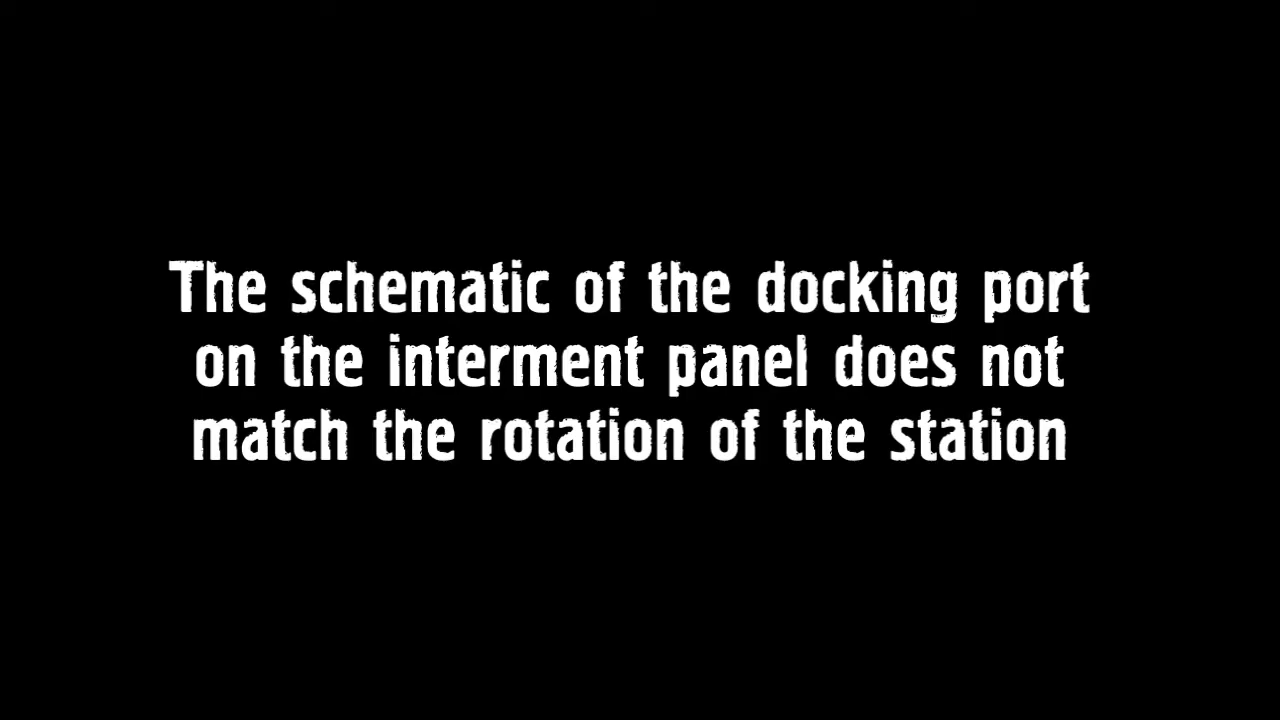 The schematic of the docking port
on the interment panel does not
match the rotation of the station